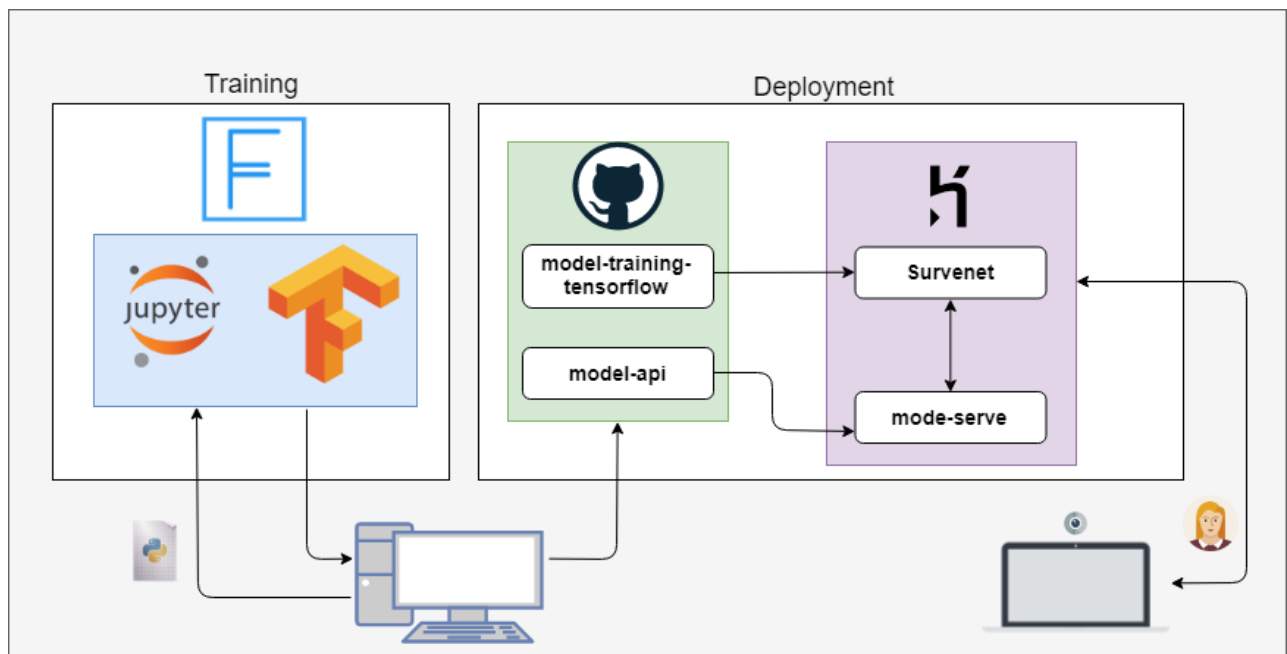 Training
Deployment
jupyter
model-training-
tensorflow
model-api
Survenet
mode-serve